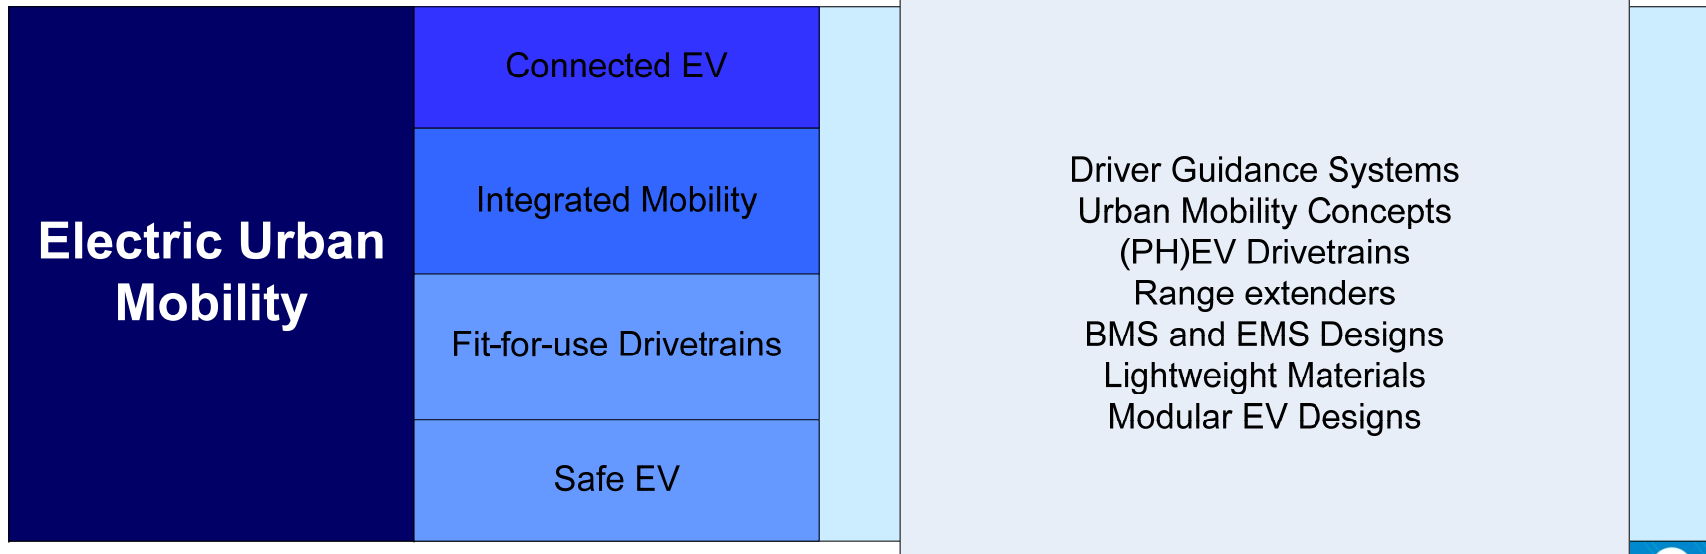 Electric Urban
Mobility
Connected EV
Integrated Mobility
Fit-for-use Drivetrains
Safe EV
Driver Guidance Systems
Urban Mobility Concepts
(PH)EV Drivetrains
Range extenders
BMS and EMS Designs
Lightweight Materials
Modular EV Designs